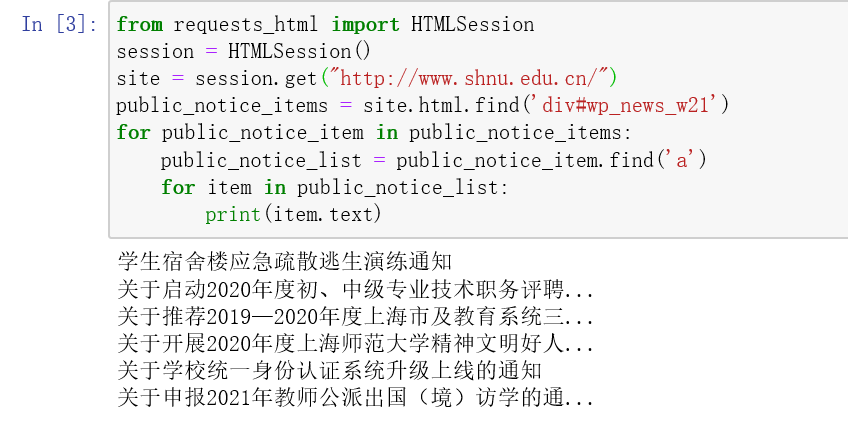 In [3]:
from requests_html import HTMLSession
session = HTMLSession()
site = session.get("http://www.shnu.edu.cn/")
public_notice_items = site.html.find('div#wp_news_w21')
for public_notice_item in public_notice_items:
    public_notice_list = public_notice_item.find('a')
    for item in public_notice_list:
        print(item.text)
学生宿舍楼应急疏散逃生演练通知
关于启动2020年度初、中级专业技术职务评聘...
关于推荐2019—2020年度上海市及教育系统三...
关于开展2020年度上海师范大学精神文明好人...
关于学校统一身份认证系统升级上线的通知
关于申报2021年教师公派出国（境）访学的通...